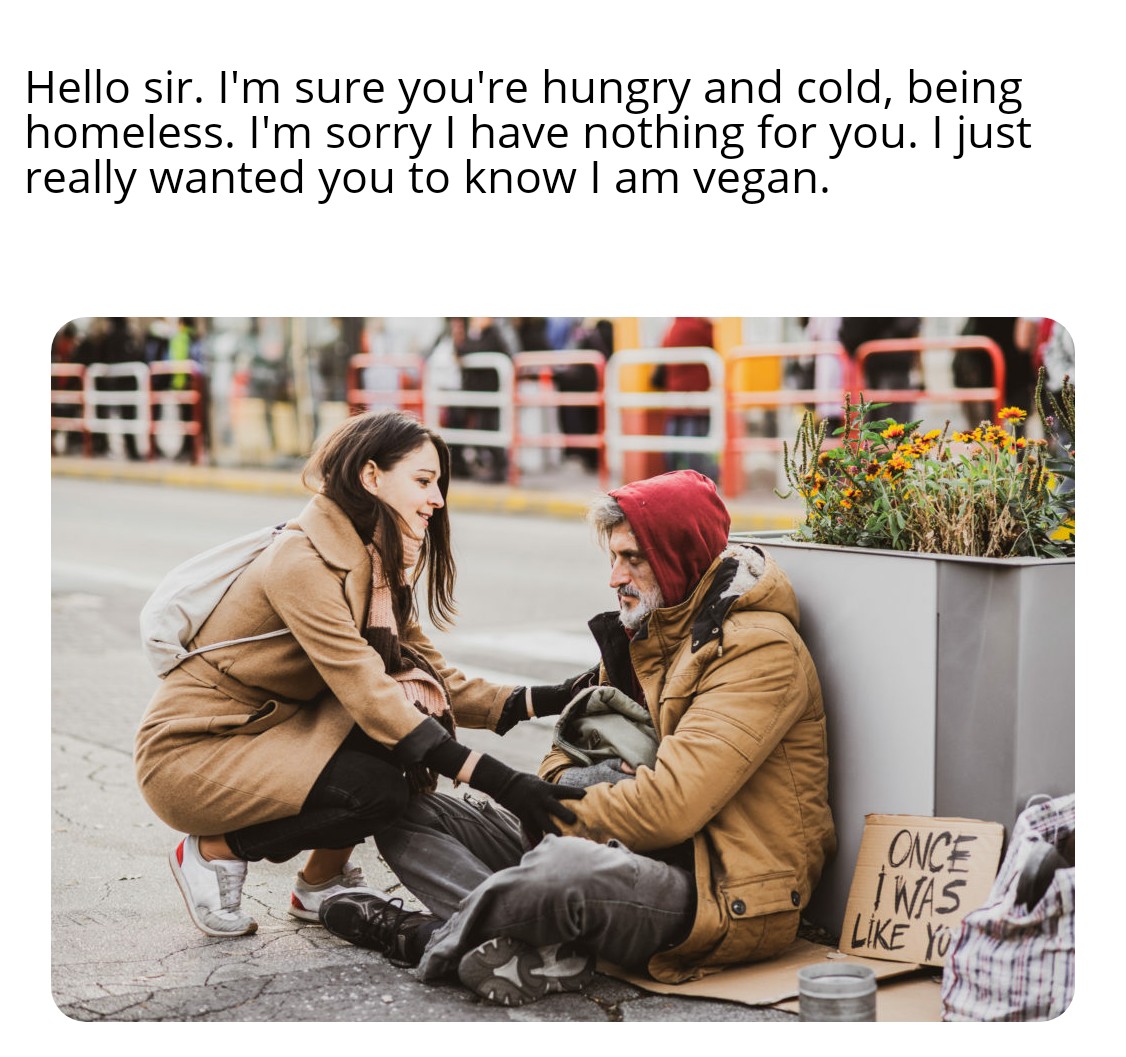 Hello sir. I'm sure you're hungry and cold, being
homeless. I'm sorry I have nothing for you. I just
really wanted you to know I am vegan.
ONCE
I WAS
LIKE YO